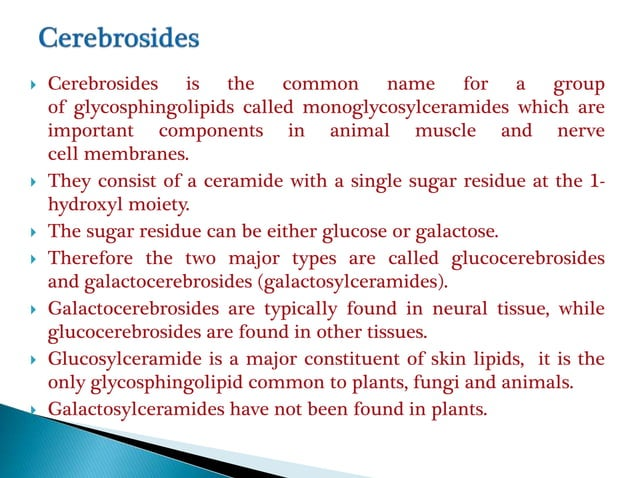 Cerebrosides
Cerebrosides is the common name for a group
of glycosphingolipids called monoglycosylceramides which are
important components in animal muscle and nerve
cell membranes.
They consist of a ceramide with a single sugar residue at the 1-
hydroxyl moiety.
The sugar residue can be either glucose or galactose.
Therefore the two major types are called glucocerebrosides
and galactocerebrosides (galactosylceramides).
Galactocerebrosides are typically found in neural tissue, while
glucocerebrosides are found in other tissues.
Glucosylceramide is a major constituent of skin lipids, it is the
only glycosphingolipid common to plants, fungi and animals.
Galactosylceramides have not been found in plants.